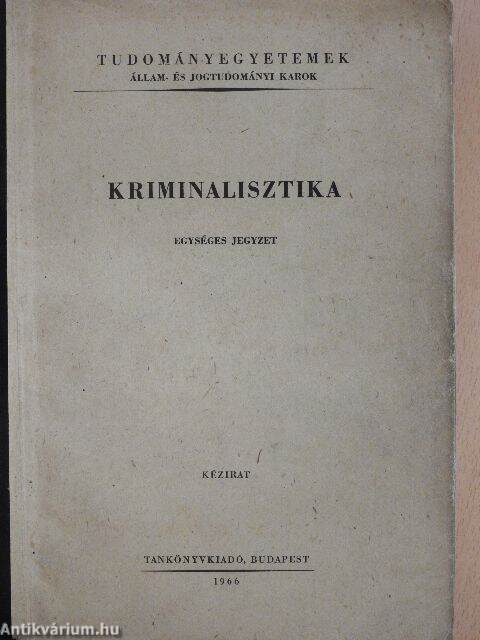 TUDOMÁNYEGYETEMEK
ÁLLAM- ÉS JOGTUDOMÁNYI KAROK
KRIMINALISZTIKA
EGYSÉGES JEGYZET
KÉZIRAT
TANKÖNYVKIADÓ, BUDAPEST
1966
Antikvárium.hu